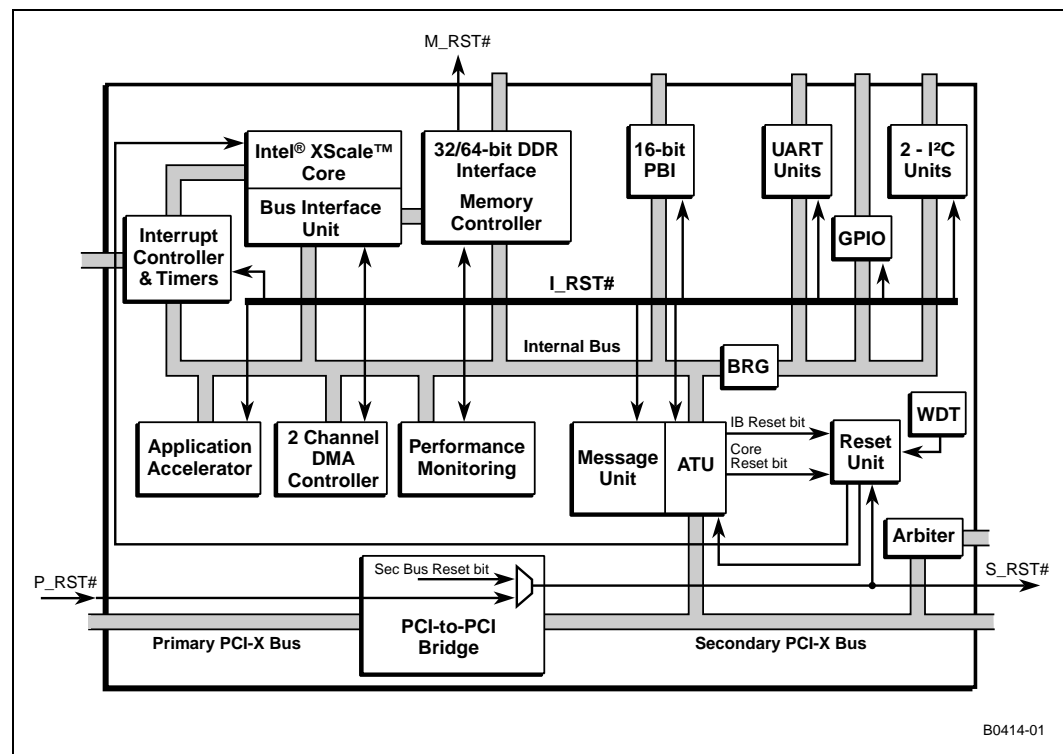 M_RST#
Intel® XScale™
Core
Bus Interface
Unit
32/64-bit DDR
Interface
Memory
Controller
16-bit
PBI
UART
Units
2 - I²C
Units
GPIO
Interrupt
Controller
& Timers
I_RST#
Internal Bus
BRG
Application
Accelerator
2 Channel
DMA
Controller
Performance
Monitoring
Message
Unit
ATU
IB Reset bit
Core
Reset bit
Reset
Unit
WDT
Arbiter
P_RST#
Sec Bus Reset bit
S_RST#
PCI-to-PCI
Bridge
Primary PCI-X Bus
Secondary PCI-X Bus
B0414-01